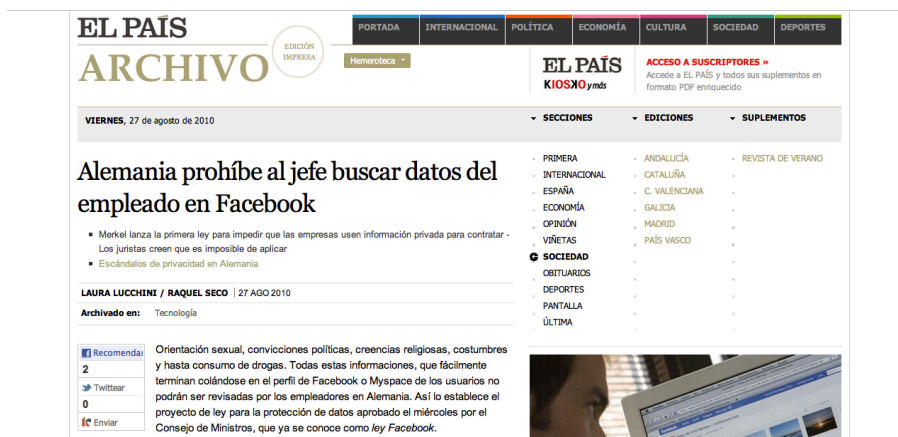 EL PAÍS
ARCHIVO
EDICIÓN
IMPRESA
PORTADA INTERNACIONAL POLÍTICA ECONOMÍA CULTURA SOCIEDAD DEPORTES
Hemeroteca
EL PAÍS
KIOSKO y más
ACCESO A SUSCRIPTORES »
Accede a EL PAÍS y todos sus suplementos en
formato PDF enriquecido
VIERNES, 27 de agosto de 2010
SECCIONES EDICIONES SUPLEMENTOS
Alemania prohíbe al jefe buscar datos del
empleado en Facebook
Merkel lanza la primera ley para impedir que las empresas usen información privada para contratar -
Los juristas creen que es imposible de aplicar
Escándalos de privacidad en Alemania
LAURA LUCCHINI / RAQUEL SECO | 27 AGO 2010
Archivado en: Tecnología
PRIMERA ANDALUCÍA REVISTA DE VERANO
INTERNACIONAL CATALUÑA
ESPAÑA C. VALENCIANA
ECONOMÍA GALICIA
OPINIÓN MADRID
VIÑETAS PAÍS VASCO
SOCIEDAD
OBITUARIOS
DEPORTES
PANTALLA
ÚLTIMA
Recomendar
2
Twittear
0
Enviar
Orientación sexual, convicciones políticas, creencias religiosas, costumbres
y hasta consumo de drogas. Todas estas informaciones, que fácilmente
terminan colándose en el perfil de Facebook o Myspace de los usuarios no
podrán ser revisadas por los empleadores en Alemania. Así lo establece el
proyecto de ley para la protección de datos aprobado el miércoles por el
Consejo de Ministros, que ya se conoce como ley Facebook.
facebook